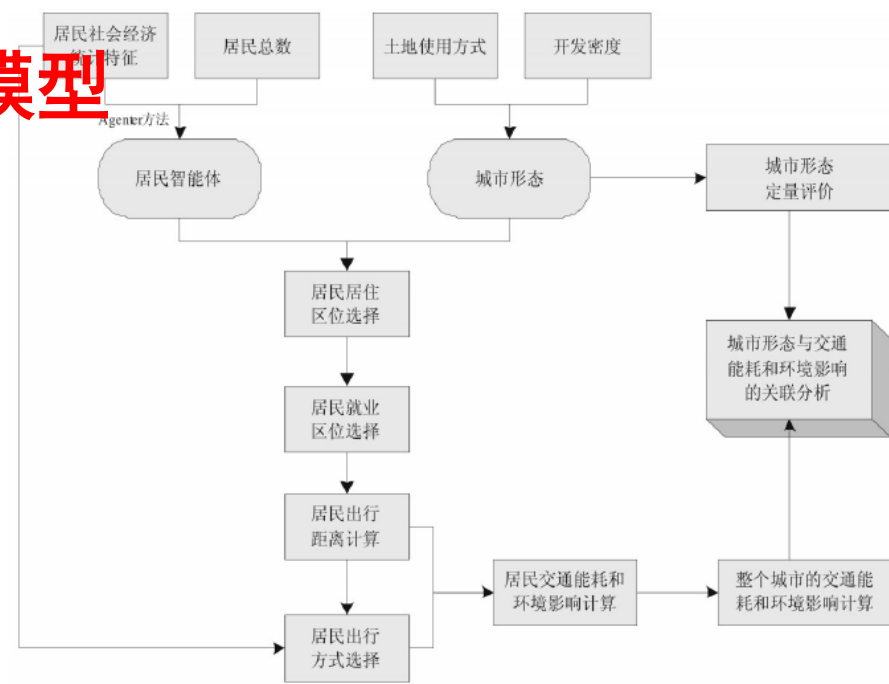 居民社会经济
统计特征
居民总数
土地使用方式
开发密度
模型
Agenter方法
居民智能体
城市形态
城市形态
定量评价
居民居住
区位选择
城市形态与交通
能耗和环境影响
的关联分析
居民就业
区位选择
居民出行
距离计算
居民交通能耗和
环境影响计算
整个城市的交通能
耗和环境影响计算
居民出行
方式选择